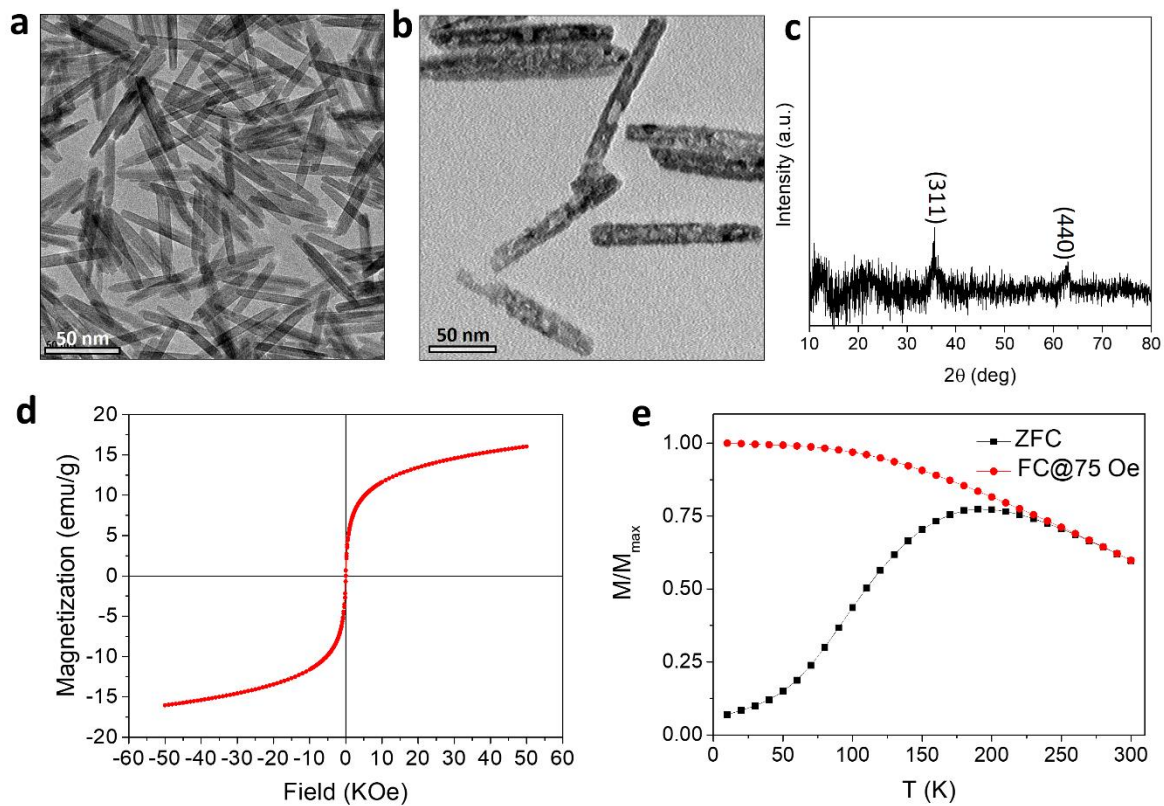 a
50 nm
b
50 nm
c
Intensity (a.u.)
(311)
(440)
10 20 30 40 50 60 70 80
2θ (deg)
d
Magnetization (emu/g)
20
15
10
5
0
-5
-10
-15
-20
-60 -50 -40 -30 -20 -10 0 10 20 30 40 50 60
Field (KOe)
e
M/Mmax
1.00
0.75
0.50
0.25
0.00
ZFC
FC@75 Oe
0 50 100 150 200 250 300
T (K)